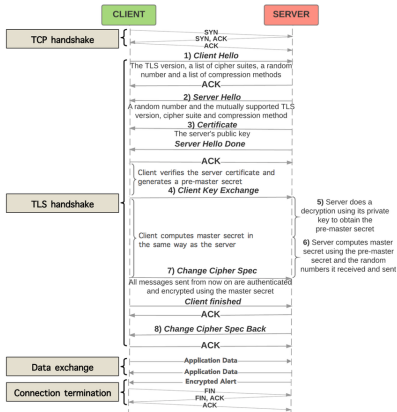 CLIENT
SERVER
TCP handshake
SYN
SYN, ACK
ACK
1) Client Hello
The TLS version, a list of cipher suites, a random
number and a list of compression methods
ACK
2) Server Hello
A random number and the mutually supported TLS
version, cipher suite and compression method
3) Certificate
The server's public key
Server Hello Done
ACK
Client verifies the server certificate and
generates a pre-master secret
4) Client Key Exchange
TLS handshake
5) Server does a
decryption using its private
key to obtain the
pre-master secret
Client computes master secret in
the same way as the server
6) Server computes master
secret using the pre-master
secret and the random
numbers it received and sent
7) Change Cipher Spec
All messages sent from now on are authenticated
and encrypted using the master secret
Client finished
ACK
8) Change Cipher Spec Back
ACK
Data exchange
Application Data
Application Data
Encrypted Alert
Connection termination
FIN
FIN, ACK
ACK